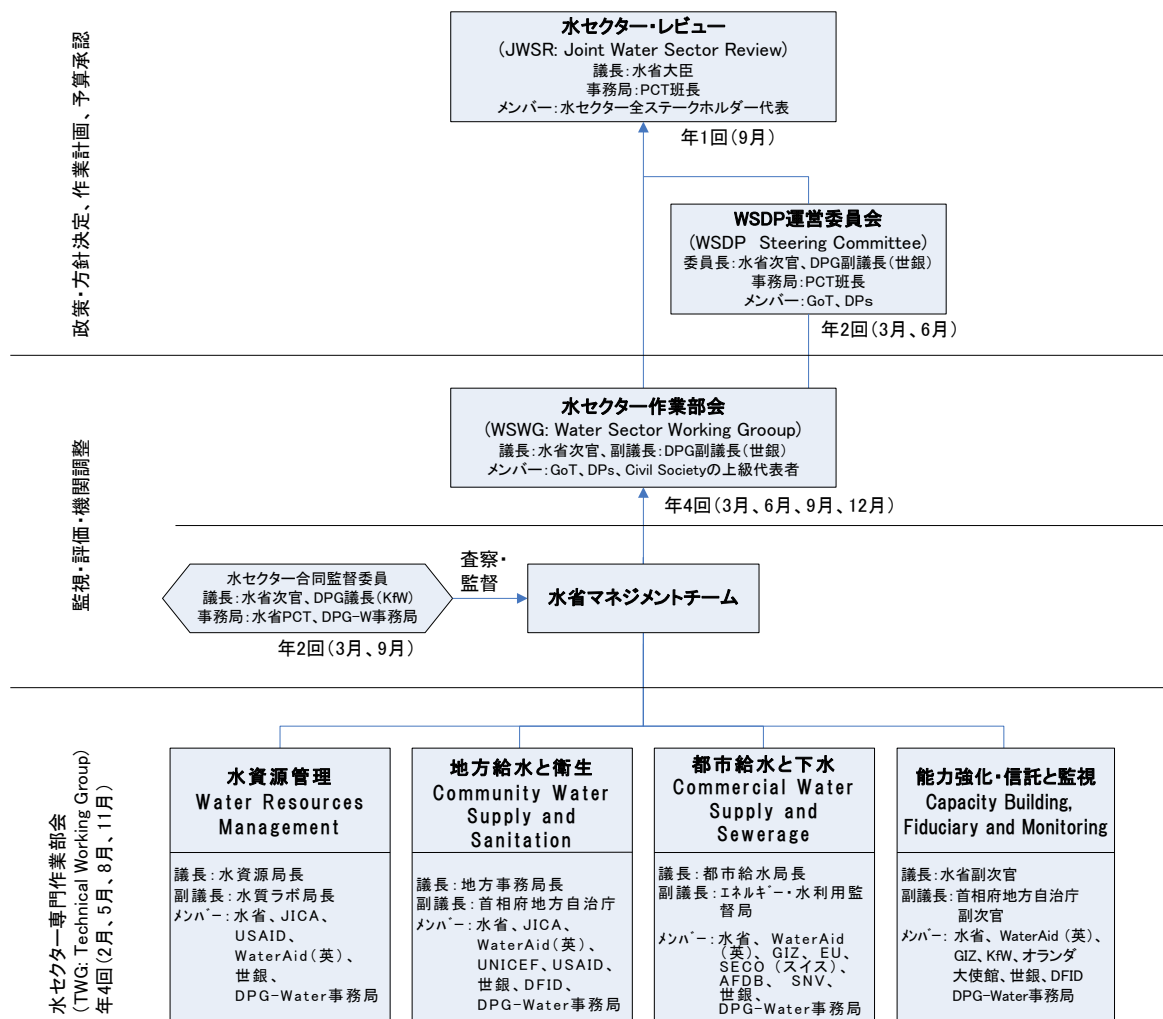 政策・方針決定、作業計画、予算承認
水セクター・レビュー
(JWSR: Joint Water Sector Review)
議長：水省大臣
事務局：PCT班長
メンバー：水セクター全ステークホルダー代表
年1回（9月）
WSDP運営委員会
(WSDP Steering Committee)
委員長：水省次官、DPG副議長（世銀）
事務局：PCT班長
メンバー：GoT、DPs
年2回（3月、6月）
監視・評価・機関調整
水セクター作業部会
(WSWG: Water Sector Working Grooup)
議長：水省次官、副議長：DPG副議長（世銀）
メンバー：GoT、DPs、Civil Societyの上級代表者
年4回（3月、6月、9月、12月）
水セクター合同監督委員
議長：水省次官、DPG議長（KfW）
事務局：水省PCT、DPG-W事務局
年2回（3月、9月）
査察・
監督
水省マネジメントチーム
水セクター専門作業部会
(TWG: Technical Working Group)
年4回（2月、5月、8月、11月）
水資源管理
Water Resources
Management
議長：水資源局長
副議長：水質ラボ局長
メンバー：水省、JICA、
USAID、
WaterAid（英）、
世銀、
DPG-Water事務局
地方給水と衛生
Community Water
Supply and
Sanitation
議長：地方事務局長
副議長：首相府地方自治庁
メンバー：水省、JICA、
WaterAid（英）、
UNICEF、USAID、
世銀、DFID、
DPG-Water事務局
都市給水と下水
Commercial Water
Supply and
Sewerage
議長：都市給水局長
副議長：エネルギー・水利用監
督局
メンバー：水省、 WaterAid
（英）、GIZ、EU、
SECO（スイス）、
AFDB、 SNV、
世銀、
DPG-Water事務局
能力強化・信託と監視
Capacity Building,
Fiduciary and Monitoring
議長：水省副次官
副議長：首相府地方自治庁
副次官
メンバー：水省、WaterAid（英）、
GIZ、KfW、オランダ
大使館、世銀、DFID
DPG-Water事務局